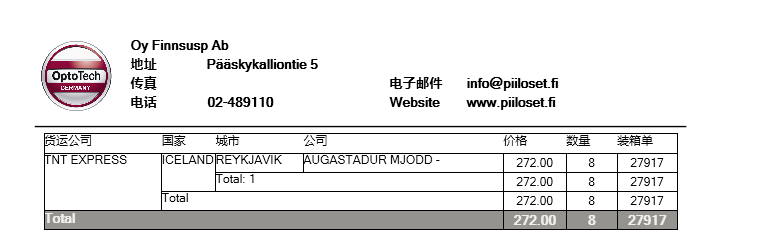 OptoTech
GERMANY
Oy Finnsusp Ab
地址 Pääskykalliontie 5
传真 电子邮件 info@piiloset.fi
电话 02-489110 Website www.piiloset.fi
货运公司 国家 城市 公司 价格 数量 装箱单
TNT EXPRESS ICELAND REYKJAVIK AUGASTADUR MJODD - 272.00 8 27917
Total: 1 272.00 8 27917
Total 272.00 8 27917
Total 272.00 8 27917